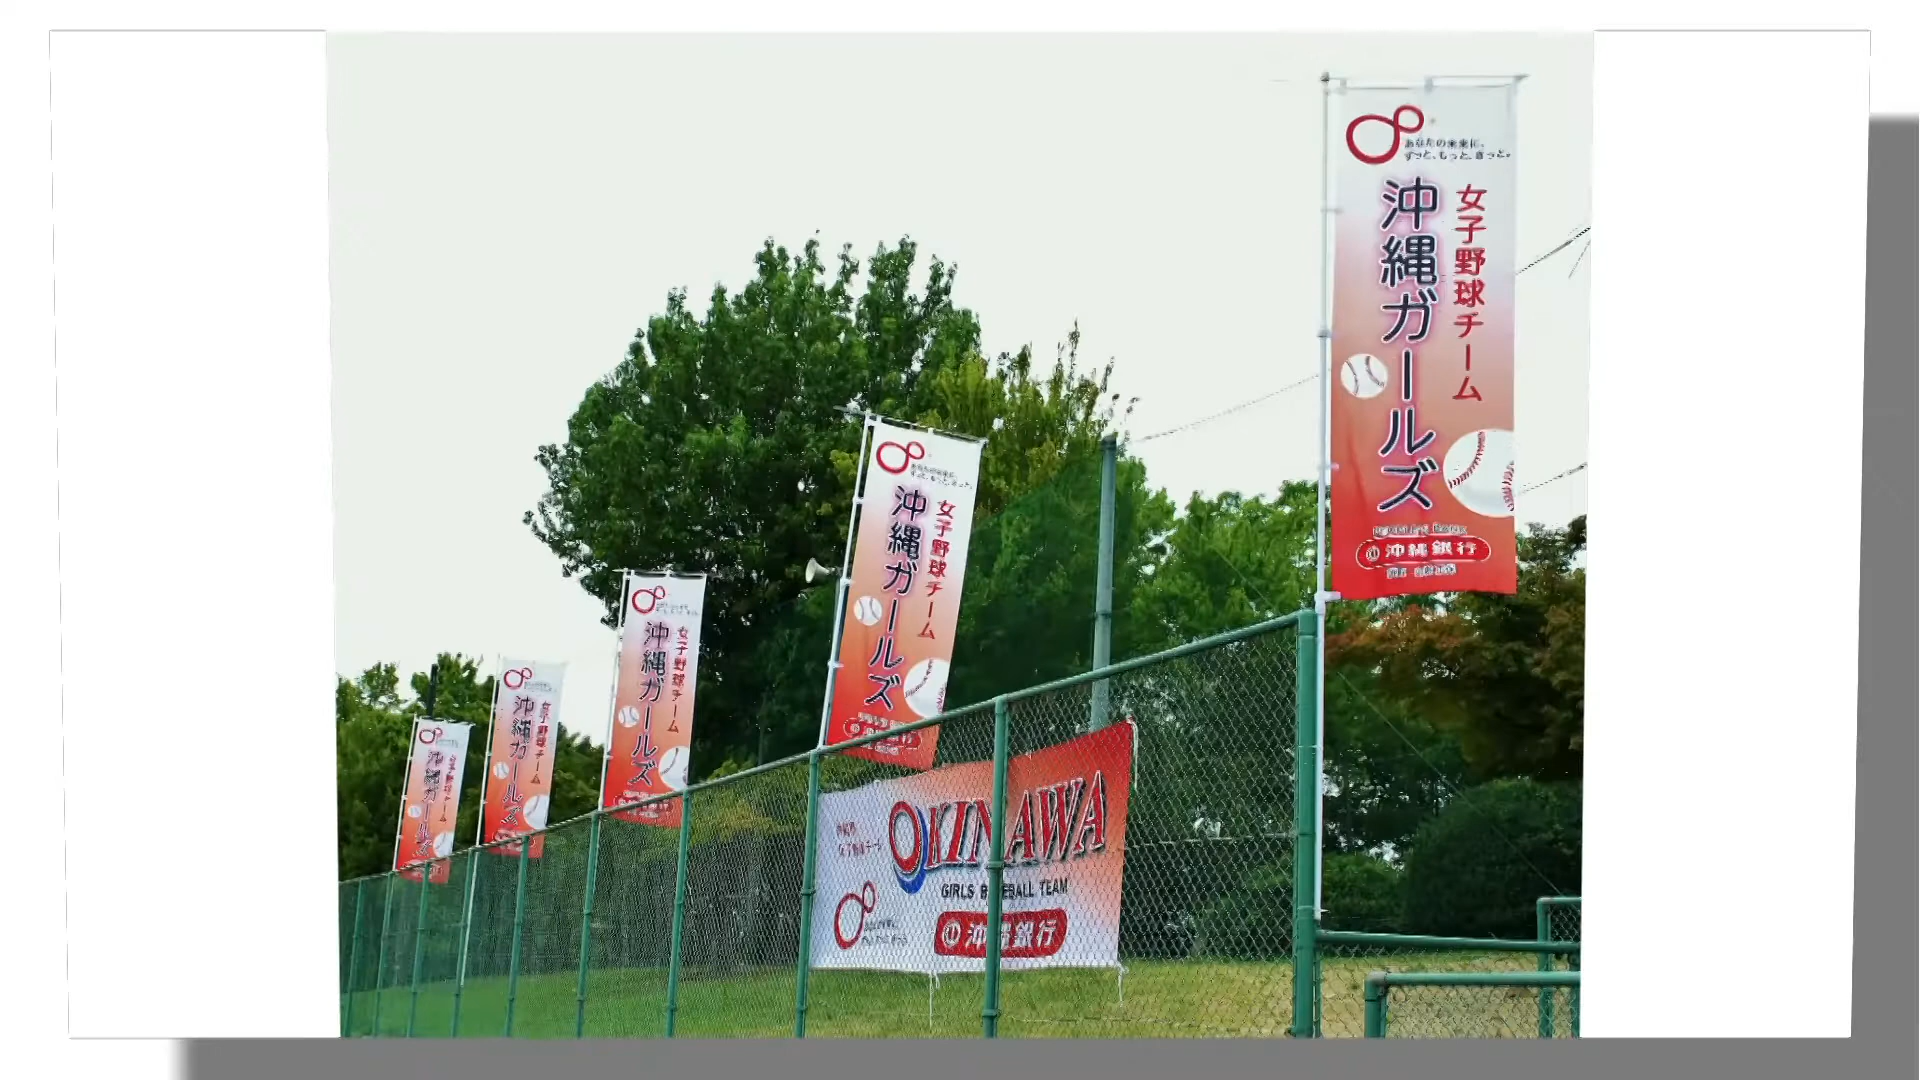 あなたの未来に、
ずっと、もっと、きっと。
女子野球チーム
沖縄ガールズ
沖縄銀行
女子野球チーム
沖縄ガールズ
女子野球チーム
沖縄ガールズ
女子野球チーム
沖縄ガールズ
女子野球チーム
沖縄ガールズ
OKINAWA
GIRLS BASEBALL TEAM
沖縄銀行